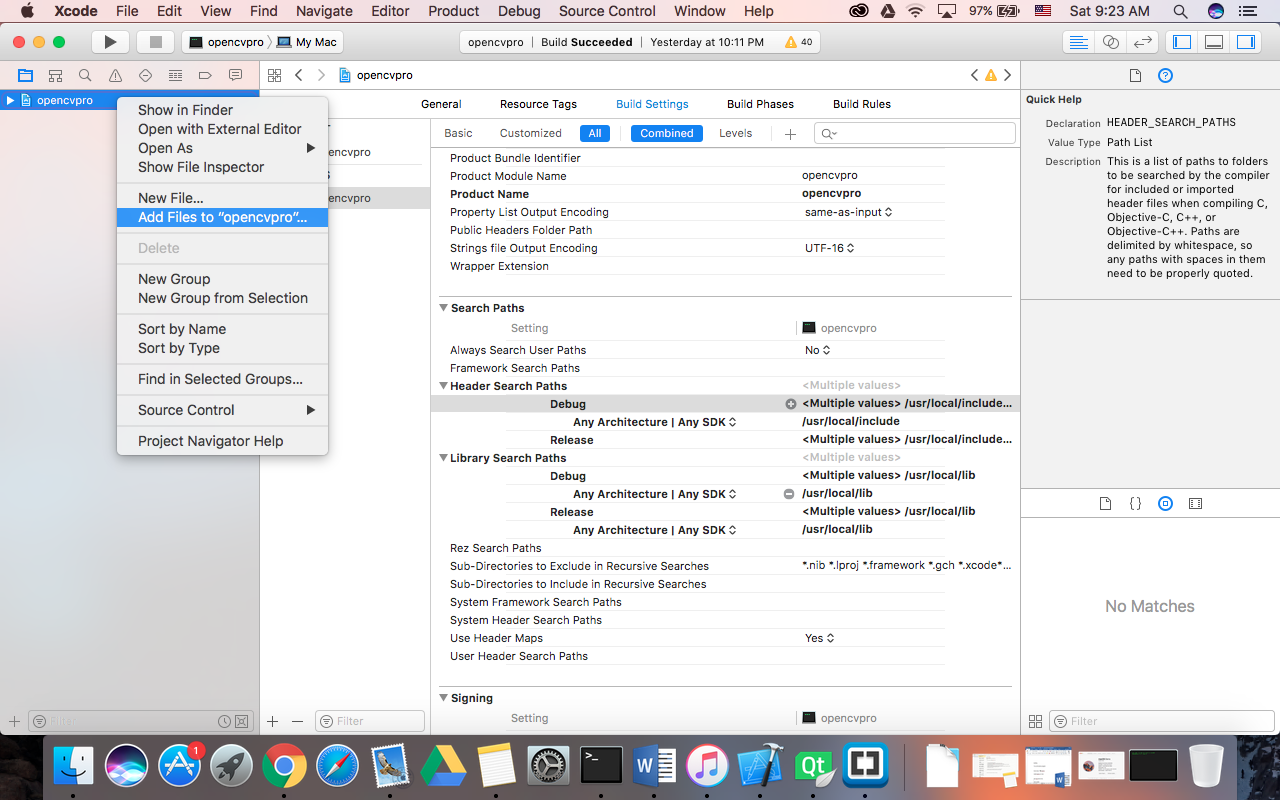 Xcode File Edit View Find Navigate Editor Product Debug Source Control Window Help 97% Sat 9:23 AM
opencvpro My Mac opencvpro Build Succeeded Yesterday at 10:11 PM 40
opencvpro
opencvpro
General Resource Tags Build Settings Build Phases Build Rules
Basic Customized All Combined Levels
Show in Finder
Open with External Editor
Open As
Show File Inspector
New File...
Add Files to “opencvpro”...
Delete
New Group
New Group from Selection
Sort by Name
Sort by Type
Find in Selected Groups...
Source Control
Project Navigator Help
Product Bundle Identifier
Product Module Name opencvpro
Product Name opencvpro
Property List Output Encoding same-as-input
Public Headers Folder Path
Strings file Output Encoding UTF-16
Wrapper Extension
Search Paths
Setting opencvpro
Always Search User Paths No
Framework Search Paths
Header Search Paths <Multiple values>
Debug <Multiple values> /usr/local/include...
Any Architecture | Any SDK /usr/local/include
Release <Multiple values> /usr/local/include...
Library Search Paths <Multiple values>
Debug <Multiple values> /usr/local/lib
Any Architecture | Any SDK /usr/local/lib
Release <Multiple values> /usr/local/lib
Any Architecture | Any SDK /usr/local/lib
Rez Search Paths
Sub-Directories to Exclude in Recursive Searches *.nib *.lproj *.framework *.gch *.xcode*...
Sub-Directories to Include in Recursive Searches
System Framework Search Paths
System Header Search Paths
Use Header Maps Yes
User Header Search Paths
Signing
Setting opencvpro
Quick Help
Declaration HEADER_SEARCH_PATHS
Value Type Path List
Description This is a list of paths to folders
to be searched by the compiler
for included or imported
header files when compiling C,
Objective-C, C++, or
Objective-C++. Paths are
delimited by whitespace, so
any paths with spaces in them
need to be properly quoted.
{}
No Matches
Filter Filter Filter
1 W Qt